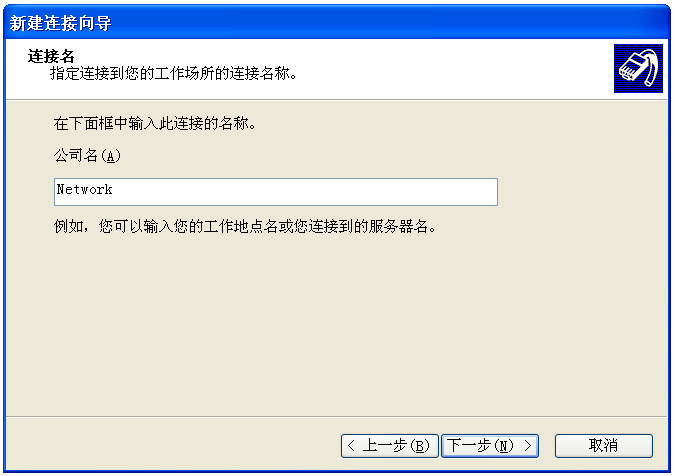 新建连接向导
连接名
指定连接到您的工作场所的连接名称。
在下面框中输入此连接的名称。
公司名(A)
Network
例如，您可以输入您的工作地点名或您连接到的服务器名。
< 上一步(B) 下一步(N) > 取消